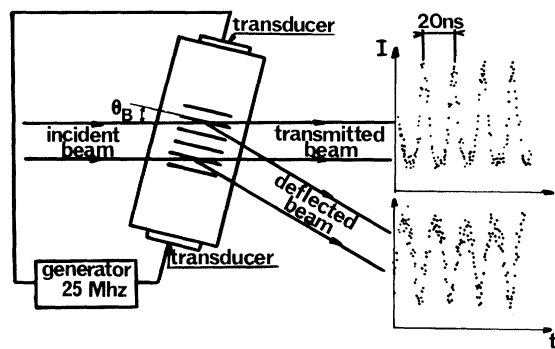 transducer
20ns
I
θB
incident
beam
transmitted
beam
deflected
beam
transducer
generator
25 Mhz
t